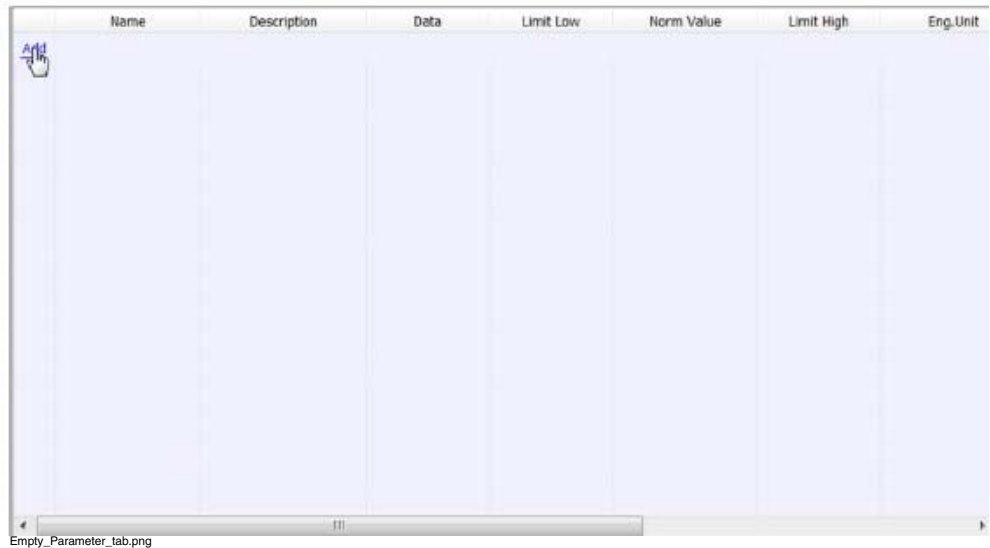 Name Description Data Limit Low Norm Value Limit High Eng.Unit
Add
Empty_Parameter_tab.png